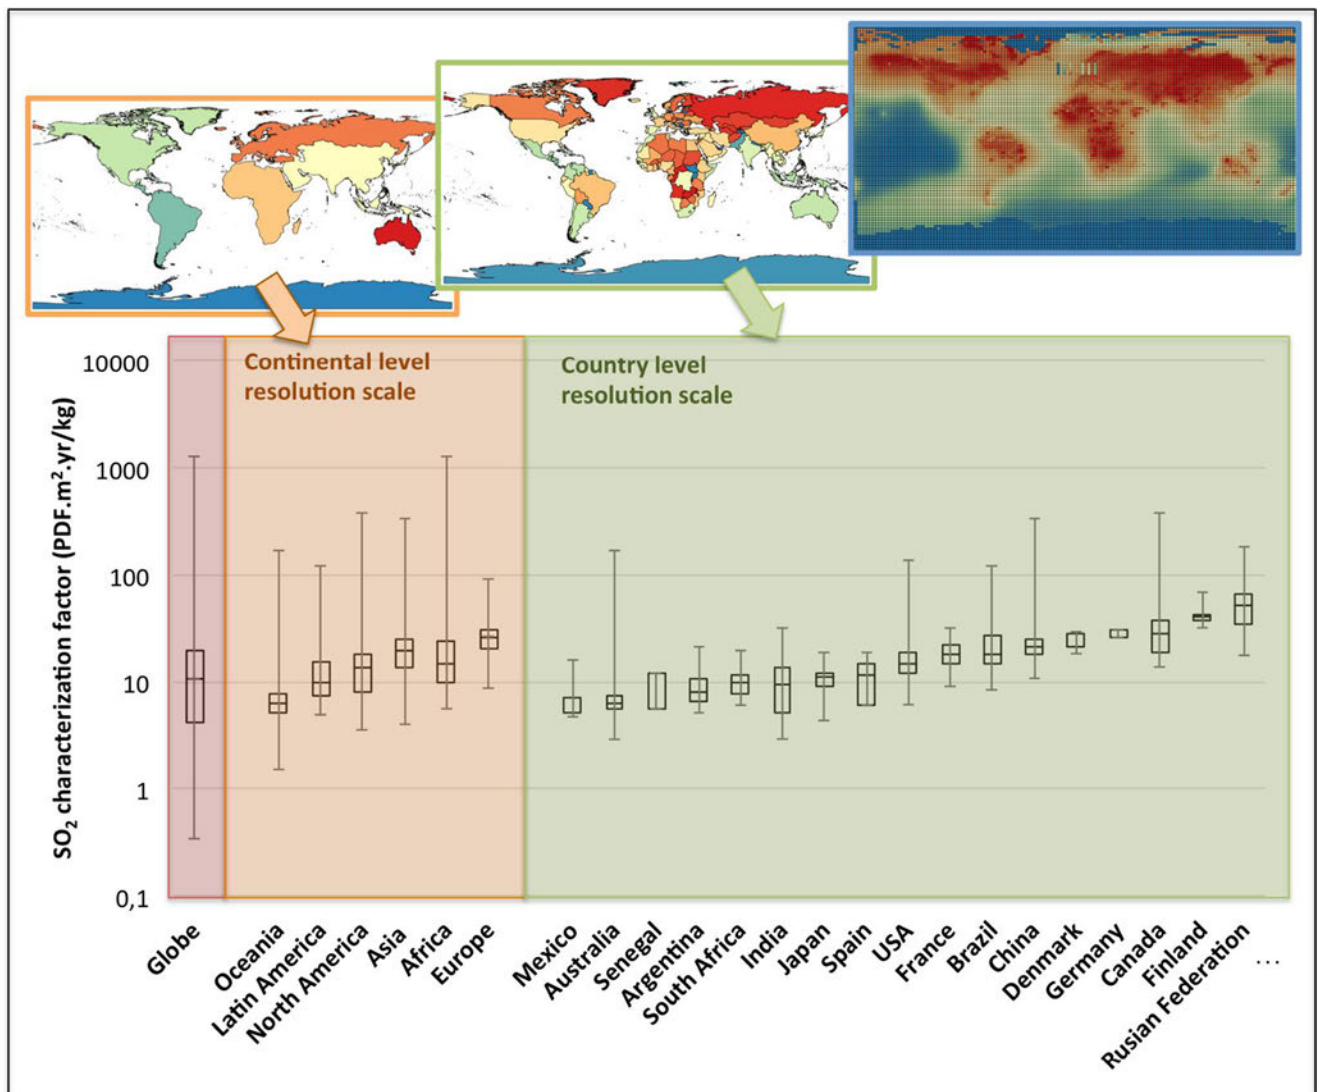 Continental level
resolution scale
Country level
resolution scale
SO₂ characterization factor (PDF.m².yr/kg)
10000
1000
100
10
1
0,1
Globe
Oceania
Latin America
North America
Asia
Africa
Europe
Mexico
Australia
Senegal
Argentina
South Africa
India
Japan
Spain
USA
France
Brazil
China
Denmark
Germany
Canada
Finland
Rusian Federation
...